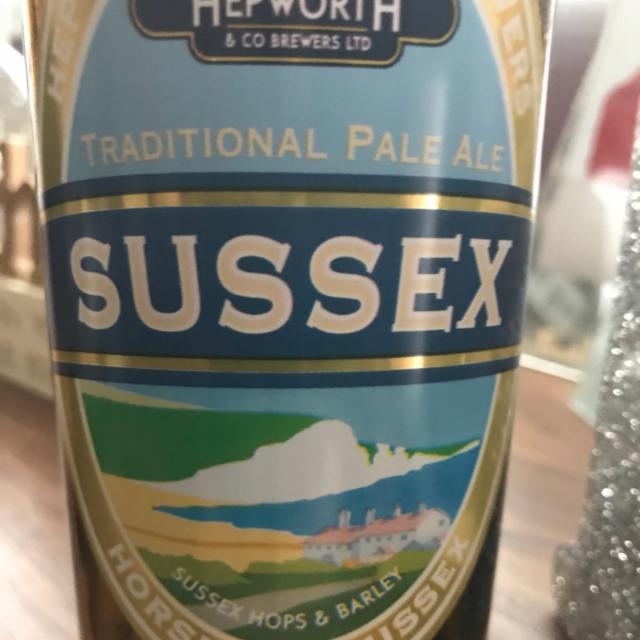 HEPWORTH
& CO BREWERS LTD
TRADITIONAL PALE ALE
SUSSEX
SUSSEX HOPS & BARLEY